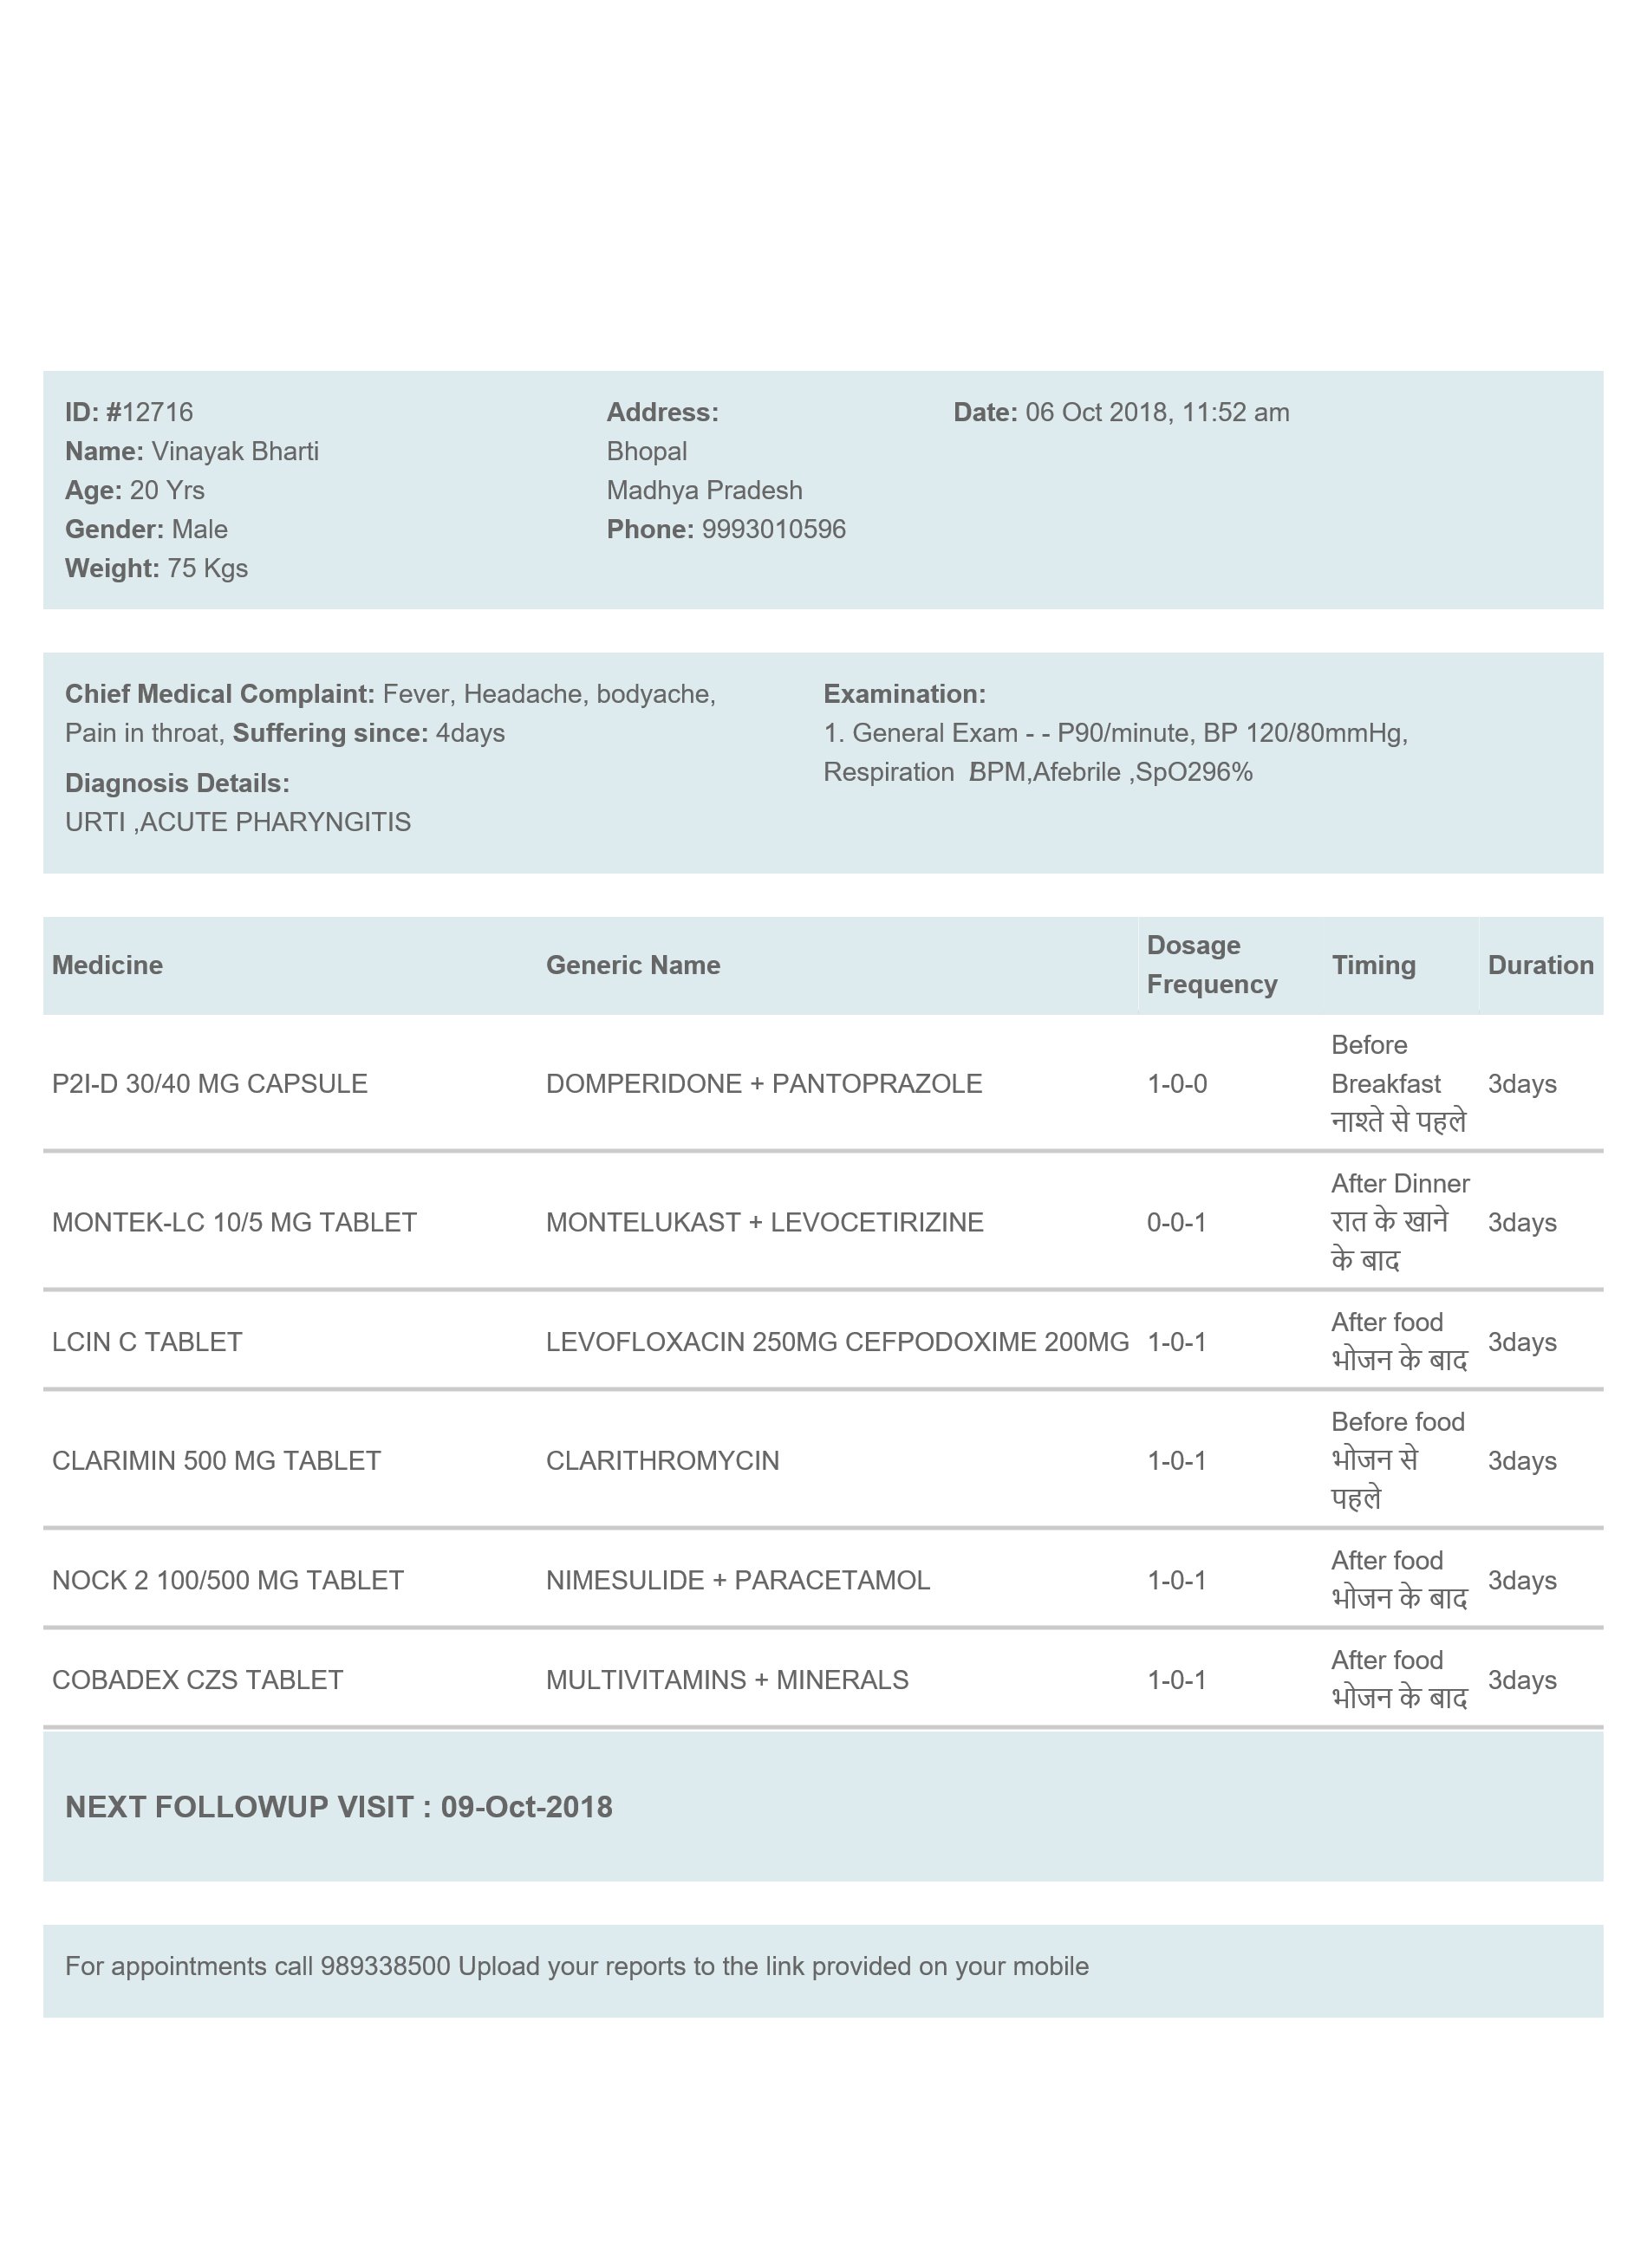 ID: #12716
Name: Vinayak Bharti
Age: 20 Yrs
Gender: Male
Weight: 75 Kgs
Address:
Bhopal
Madhya Pradesh
Phone: 9993010596
Date: 06 Oct 2018, 11:52 am
Chief Medical Complaint: Fever, Headache, bodyache,
Pain in throat, Suffering since: 4days
Diagnosis Details:
URTI ,ACUTE PHARYNGITIS
Examination:
1. General Exam - - P90/minute, BP 120/80mmHg,
Respiration BPM,Afebrile ,SpO296%
Medicine Generic Name Dosage Frequency Timing Duration
P2I-D 30/40 MG CAPSULE DOMPERIDONE + PANTOPRAZOLE 1-0-0 Before Breakfast नाश्ते से पहले 3days
MONTEK-LC 10/5 MG TABLET MONTELUKAST + LEVOCETIRIZINE 0-0-1 After Dinner रात के खाने के बाद 3days
LCIN C TABLET LEVOFLOXACIN 250MG CEFPODOXIME 200MG 1-0-1 After food भोजन के बाद 3days
CLARIMIN 500 MG TABLET CLARITHROMYCIN 1-0-1 Before food भोजन से पहले 3days
NOCK 2 100/500 MG TABLET NIMESULIDE + PARACETAMOL 1-0-1 After food भोजन के बाद 3days
COBADEX CZS TABLET MULTIVITAMINS + MINERALS 1-0-1 After food भोजन के बाद 3days
NEXT FOLLOWUP VISIT : 09-Oct-2018
For appointments call 989338500 Upload your reports to the link provided on your mobile